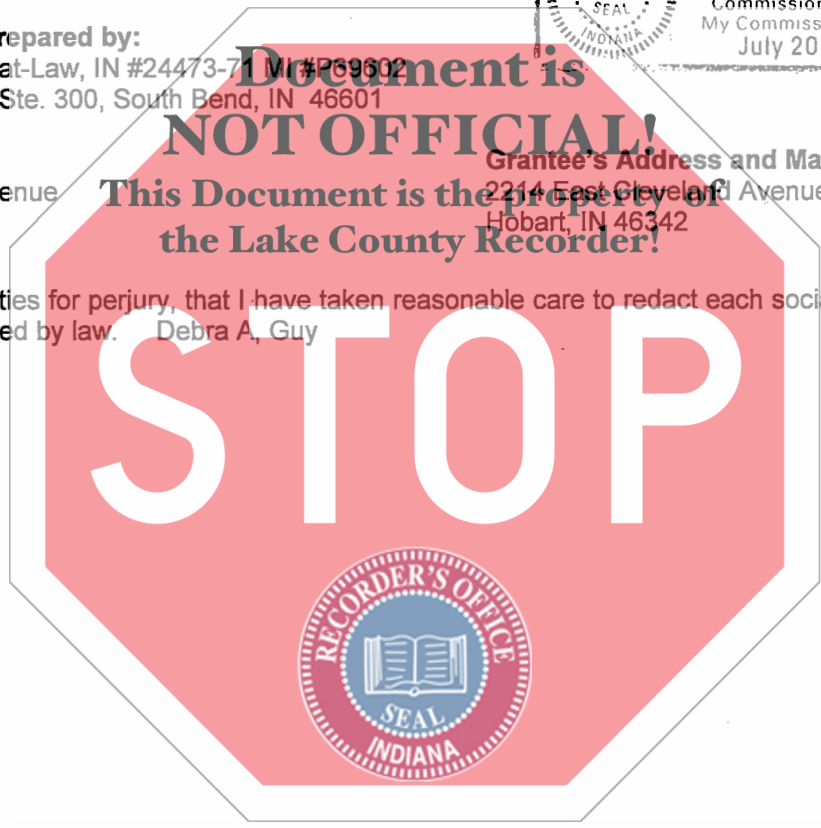 SEAL
Commission
INDIANA
My Commiss
July 20
repared by:
at-Law, IN #24473-71 MI #P69602
Ste. 300, South Bend, IN 46601
Document is
NOT OFFICIAL!
This Document is the property of
the Lake County Recorder!
Grantee's Address and Ma
enue
2214 East Cleveland Avenue
Hobart, IN 46342
ties for perjury, that I have taken reasonable care to redact each soci
ed by law. Debra A, Guy
STOP
RECORDER'S OFFICE
SEAL
INDIANA